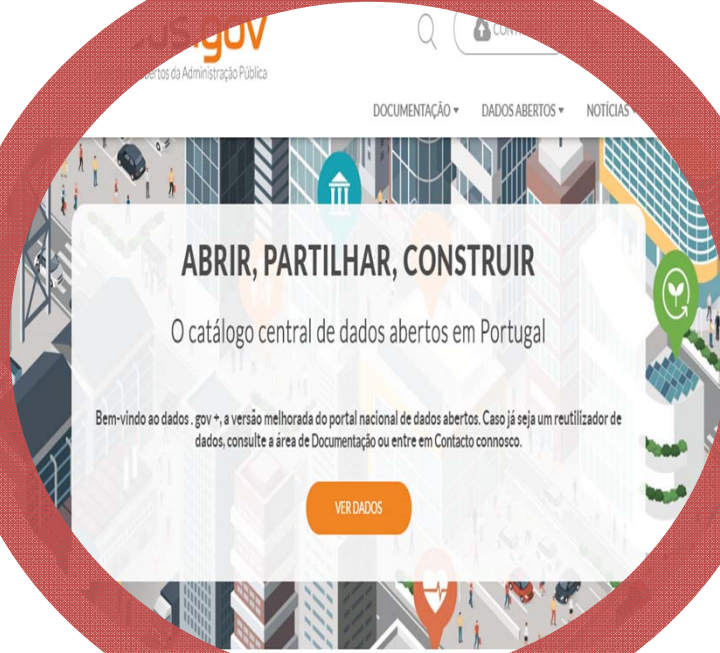 .gov
da Administração Pública
DOCUMENTAÇÃO
DADOS ABERTOS
NOTÍCIAS
ABRIR, PARTILHAR, CONSTRUIR
O catálogo central de dados abertos em Portugal
Bem-vindo ao dados . gov +, a versão melhorada do portal nacional de dados abertos. Caso já seja um reutilizador de
dados, consulte a área de Documentação ou entre em Contacto connosco.
VER DADOS